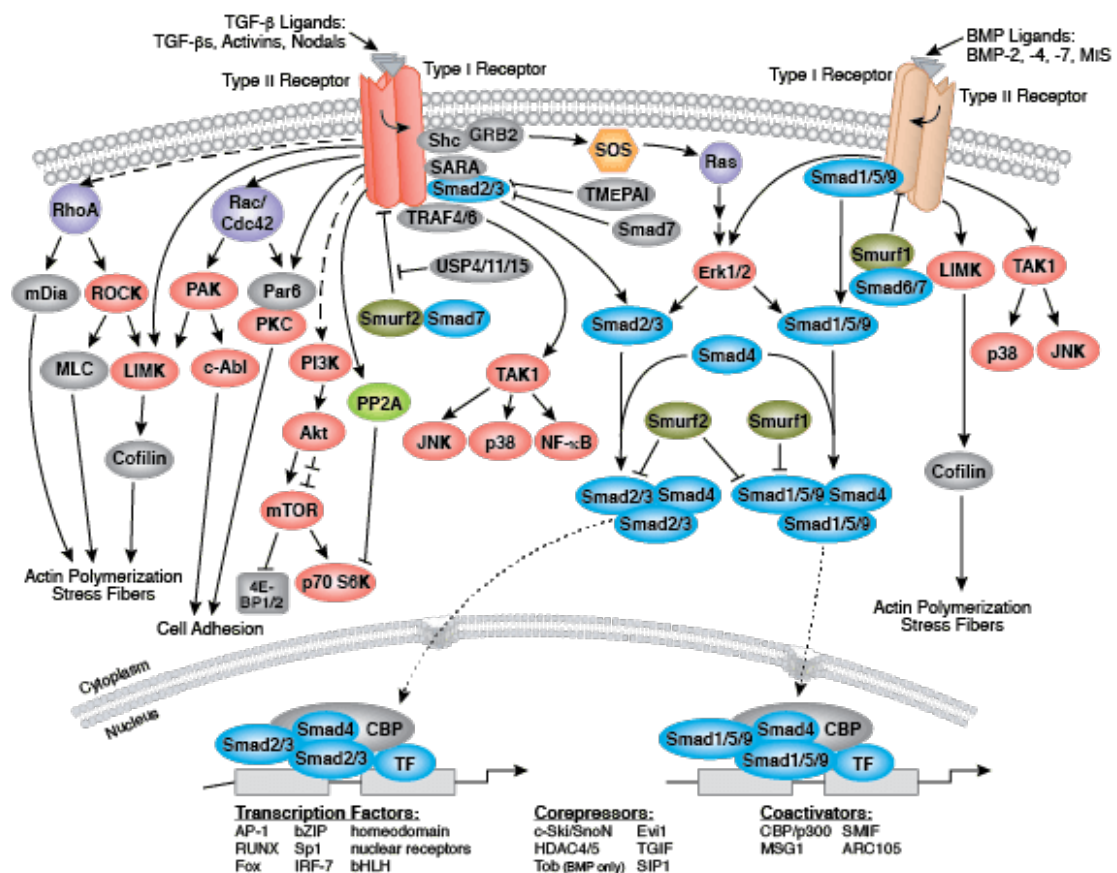 TGF-β Ligands:
TGF-βs, Activins, Nodals
BMP Ligands:
BMP-2, -4, -7, MIS
Type II Receptor
Type I Receptor
Type I Receptor
Type II Receptor
Shc
GRB2
SOS
Ras
SARA
Smad2/3
TRAF4/6
TMEPAI
Smad7
Smad1/5/9
RhoA
Rac/
Cdc42
USP4/11/15
Erk1/2
Smurf1
Smad6/7
LIMK
TAK1
mDia
ROCK
PAK
Par6
PKC
Smurf2
Smad7
Smad2/3
Smad1/5/9
p38
JNK
MLC
LIMK
c-Abl
PI3K
PP2A
TAK1
Smad4
Akt
JNK
p38
NF-κB
Smurf2
Smurf1
Cofilin
Cofilin
mTOR
Smad2/3
Smad4
Smad2/3
Smad1/5/9
Smad4
Smad1/5/9
4E-
BP1/2
p70 S6K
Actin Polymerization
Stress Fibers
Cell Adhesion
Actin Polymerization
Stress Fibers
Cytoplasm
Nucleus
Smad2/3
Smad4
CBP
Smad2/3
TF
Smad1/5/9
Smad4
CBP
Smad1/5/9
TF
Transcription Factors:
AP-1 bZIP homeodomain
RUNX Sp1 nuclear receptors
Fox IRF-7 bHLH
Corepressors:
c-Ski/SnoN Evi1
HDAC4/5 TGIF
Tob (BMP only) SIP1
Coactivators:
CBP/p300 SMIF
MSG1 ARC105